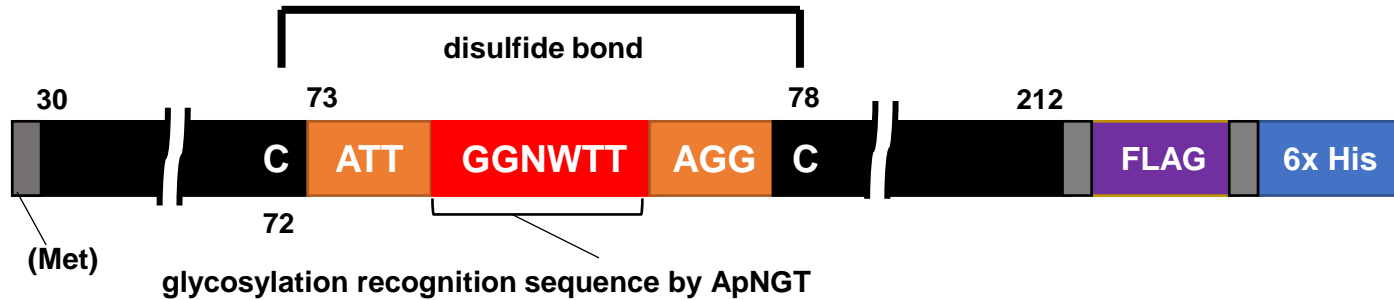 disulfide bond
30
73
78
212
C
ATT
GGNWTT
AGG
C
FLAG
6x His
72
(Met)
glycosylation recognition sequence by ApNGT